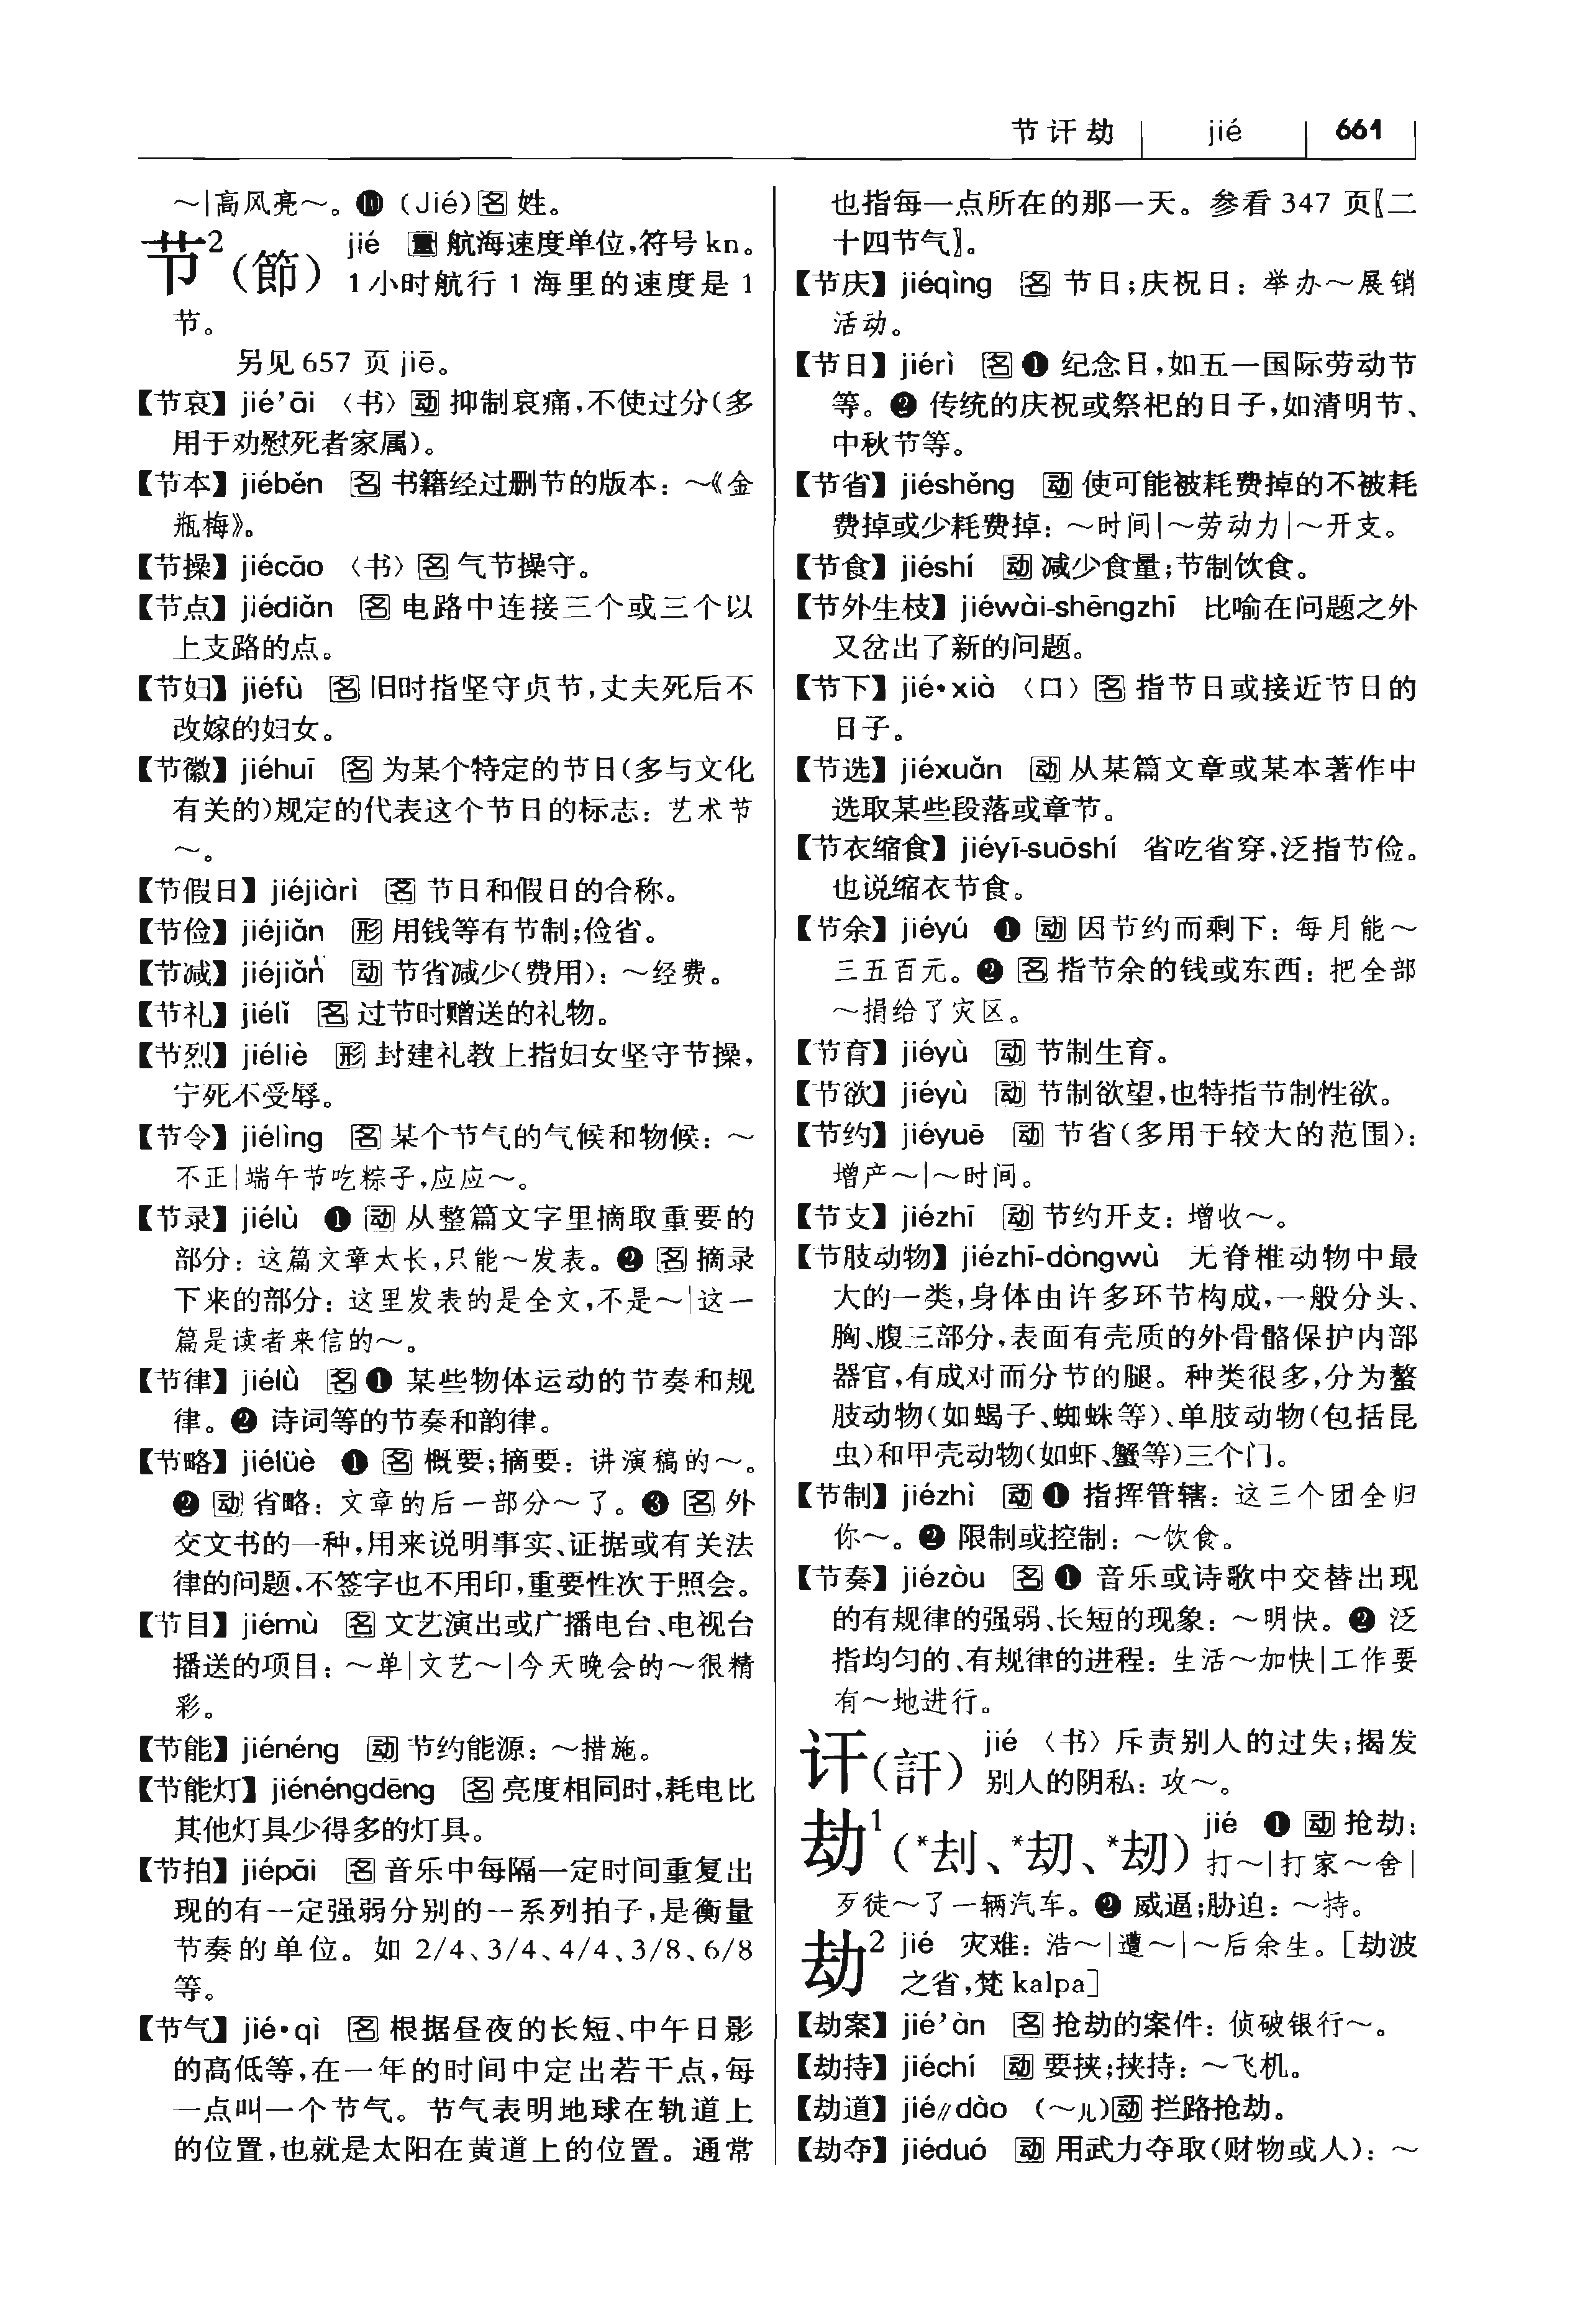 节 讦 劫 jié 661
～|高风亮～。⓾（Jié）[名] 姓。
节²（節） jié [量] 航海速度单位，符号 kn。
1 小时航行 1 海里的速度是 1
节。
另见 657 页 jiē。
【节哀】 jié’āi 〈书〉[动] 抑制哀痛，不使过分（多
用于劝慰死者家属）。
【节本】 jiéběn [名] 书籍经过删节的版本：～《金
瓶梅》。
【节操】 jiécāo 〈书〉[名] 气节操守。
【节点】 jiédiǎn [名] 电路中连接三个或三个以
上支路的点。
【节妇】 jiéfù [名] 旧时指坚守贞节，丈夫死后不
改嫁的妇女。
【节徽】 jiéhuī [名] 为某个特定的节日（多与文化
有关的）规定的代表这个节日的标志：艺术节
～。
【节假日】 jiéjiàrì [名] 节日和假日的合称。
【节俭】 jiéjiǎn [形] 用钱等有节制；俭省。
【节减】 jiéjiǎn [动] 节省减少（费用）：～经费。
【节礼】 jiélǐ [名] 过节时赠送的礼物。
【节烈】 jiéliè [形] 封建礼教上指妇女坚守节操，
宁死不受辱。
【节令】 jiélìng [名] 某个节气的气候和物候：～
不正|端午节吃粽子，应应～。
【节录】 jiélù ❶ [动] 从整篇文字里摘取重要的
部分：这篇文章太长，只能～发表。❷ [名] 摘录
下来的部分：这里发表的是全文，不是～|这一
篇是读者来信的～。
【节律】 jiélǜ [名] ❶ 某些物体运动的节奏和规
律。❷ 诗词等的节奏和韵律。
【节略】 jiélüè ❶ [名] 概要；摘要：讲演稿的～。
❷ [动] 省略：文章的后一部分～了。❸ [名] 外
交文书的一种，用来说明事实、证据或有关法
律的问题，不签字也不用印，重要性次于照会。
【节目】 jiémù [名] 文艺演出或广播电台、电视台
播送的项目：～单|文艺～|今天晚会的～很精
彩。
【节能】 jiénéng [动] 节约能源：～措施。
【节能灯】 jiénéngdēng [名] 亮度相同时，耗电比
其他灯具少得多的灯具。
【节拍】 jiépāi [名] 音乐中每隔一定时间重复出
现的有一定强弱分别的一系列拍子，是衡量
节奏的单位。如 2/4、3/4、4/4、3/8、6/8
等。
【节气】 jié•qì [名] 根据昼夜的长短、中午日影
的高低等，在一年的时间中定出若干点，每
一点叫一个节气。节气表明地球在轨道上
的位置，也就是太阳在黄道上的位置。通常
也指每一点所在的那一天。参看 347 页〖二
十四节气〗。
【节庆】 jiéqìng [名] 节日；庆祝日：举办～展销
活动。
【节日】 jiérì [名] ❶ 纪念日，如五一国际劳动节
等。❷ 传统的庆祝或祭祀的日子，如清明节、
中秋节等。
【节省】 jiéshěng [动] 使可能被耗费掉的不被耗
费掉或少耗费掉：～时间|～劳动力|～开支。
【节食】 jiéshí [动] 减少食量；节制饮食。
【节外生枝】 jiéwài-shēngzhī 比喻在问题之外
又岔出了新的问题。
【节下】 jié•xià 〈口〉[名] 指节日或接近节日的
日子。
【节选】 jiéxuǎn [动] 从某篇文章或某本著作中
选取某些段落或章节。
【节衣缩食】 jiéyī-suōshí 省吃省穿，泛指节俭。
也说缩衣节食。
【节余】 jiéyú ❶ [动] 因节约而剩下：每月能～
三五百元。❷ [名] 指节余的钱或东西：把全部
～捐给了灾区。
【节育】 jiéyù [动] 节制生育。
【节欲】 jiéyù [动] 节制欲望，也特指节制性欲。
【节约】 jiéyuē [动] 节省（多用于较大的范围）：
增产～|～时间。
【节支】 jiézhī [动] 节约开支：增收～。
【节肢动物】 jiézhī-dòngwù 无脊椎动物中最
大的一类，身体由许多环节构成，一般分头、
胸、腹三部分，表面有壳质的外骨骼保护内部
器官，有成对而分节的腿。种类很多，分为螯
肢动物（如蝎子、蜘蛛等）、单肢动物（包括昆
虫）和甲壳动物（如虾、蟹等）三个门。
【节制】 jiézhì [动] ❶ 指挥管辖：这三个团全归
你～。❷ 限制或控制：～饮食。
【节奏】 jiézòu [名] ❶ 音乐或诗歌中交替出现
的有规律的强弱、长短的现象：～明快。❷ 泛
指均匀的、有规律的进程：生活～加快|工作要
有～地进行。
讦（訐） jié 〈书〉斥责别人的过失；揭发
别人的阴私：攻～。
劫¹（*刦、*刧、*刼） jié ❶ [动] 抢劫：
打～|打家～舍|
歹徒～了一辆汽车。❷ 威逼；胁迫：～持。
劫² jié 灾难：浩～|遭～|～后余生。[劫波
之省，梵 kalpa]
【劫案】 jié’àn [名] 抢劫的案件：侦破银行～。
【劫持】 jiéchí [动] 要挟；挟持：～飞机。
【劫道】 jié∥dào （～儿）[动] 拦路抢劫。
【劫夺】 jiéduó [动] 用武力夺取（财物或人）：～